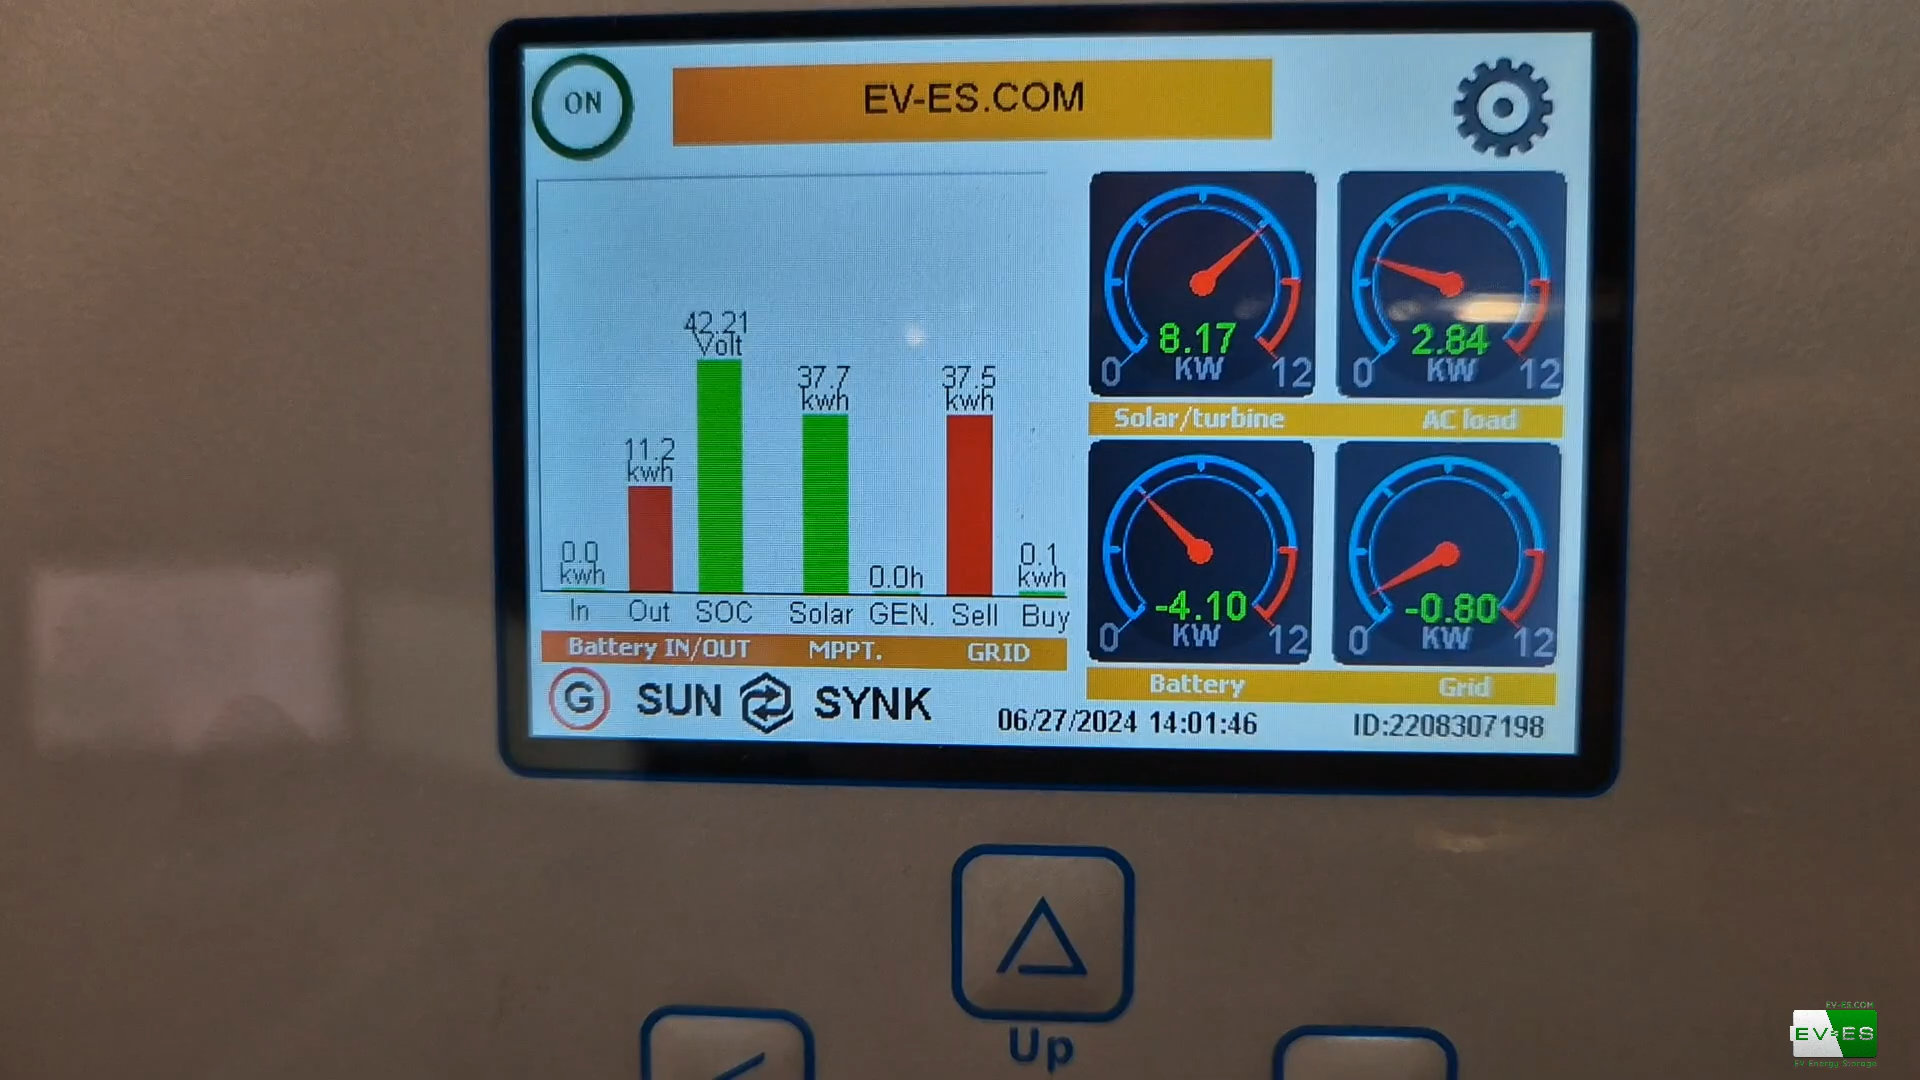 ON
EV-ES.COM
42.21
Volt
37.7
kwh
37.5
kwh
11.2
kwh
0.0
kwh
0.0h
0.1
kwh
In Out SOC Solar GEN. Sell Buy
Battery IN/OUT MPPT. GRID
8.17
KW
0 12
2.84
KW
0 12
Solar/turbine AC load
-4.10
KW
0 12
-0.80
KW
0 12
Battery Grid
G SUN SYNK
06/27/2024 14:01:46 ID:2208307198
Up
EV-ES.COM
EV ES
EV Energy Storage